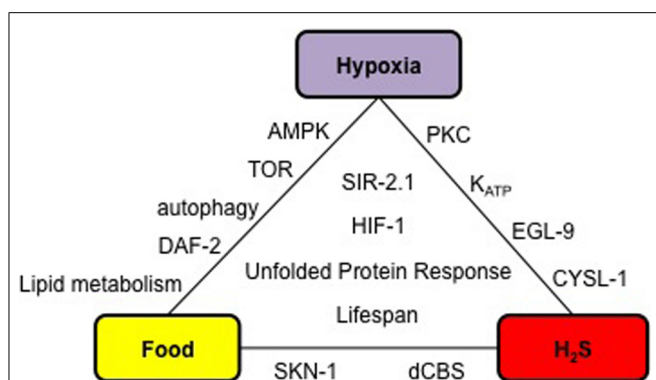 Hypoxia
AMPK
PKC
TOR
SIR-2.1
K_ATP
autophagy
HIF-1
EGL-9
DAF-2
Unfolded Protein Response
Lipid metabolism
CYSL-1
Lifespan
Food
H₂S
SKN-1
dCBS